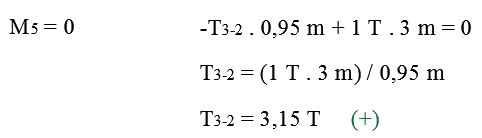 M5 = 0 -T3-2 . 0,95 m + 1 T . 3 m = 0
T3-2 = (1 T . 3 m) / 0,95 m
T3-2 = 3,15 T (+)